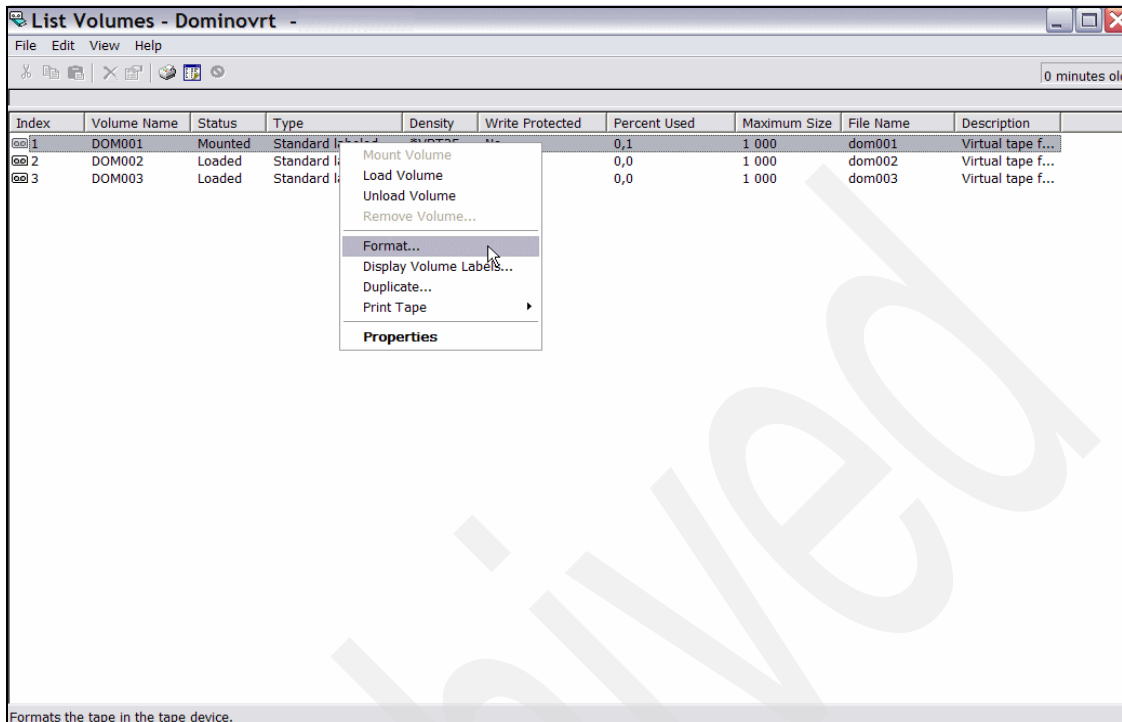 List Volumes - Dominovrt -
File Edit View Help
0 minutes old
Index Volume Name Status Type Density Write Protected Percent Used Maximum Size File Name Description
1 DOM001 Mounted Standard labeled *VRT256K No 0,1 1 000 dom001 Virtual tape f...
2 DOM002 Loaded Standard 0,0 1 000 dom002 Virtual tape f...
3 DOM003 Loaded Standard 0,0 1 000 dom003 Virtual tape f...
Mount Volume
Load Volume
Unload Volume
Remove Volume...
Format...
Display Volume Labels...
Duplicate...
Print Tape
Properties
Formats the tape in the tape device.